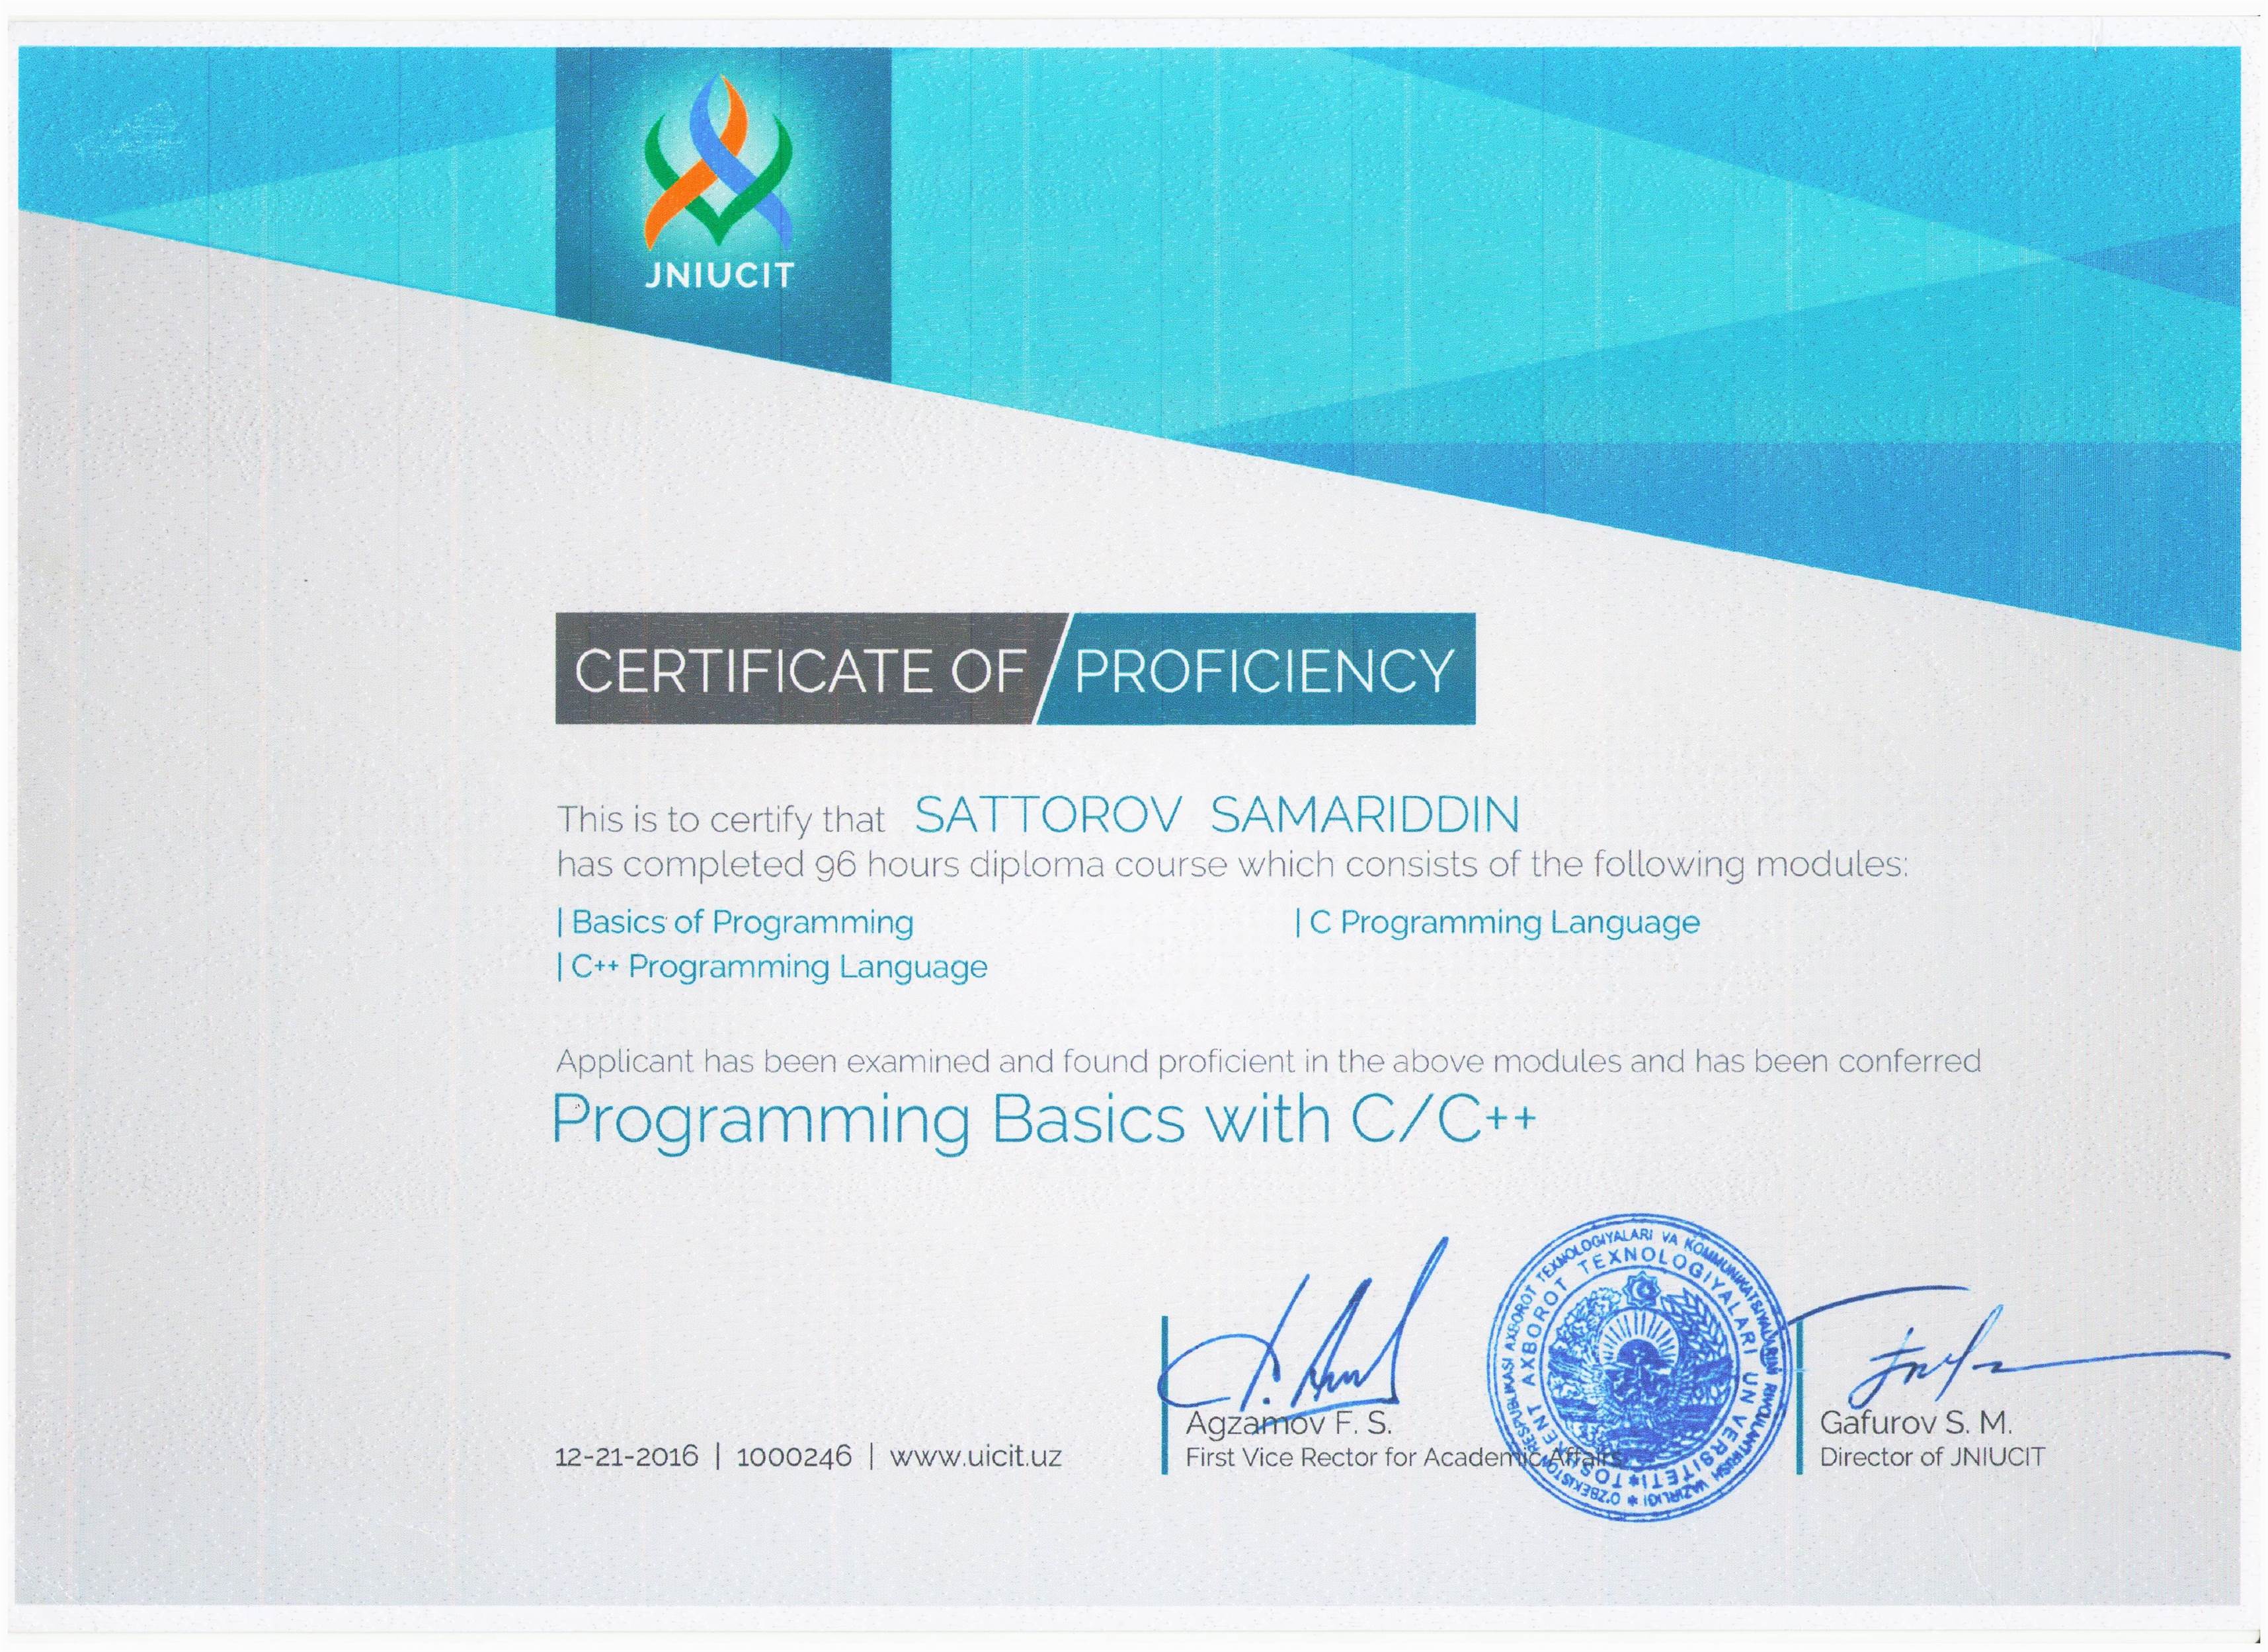 JNIUCIT
CERTIFICATE OF PROFICIENCY
This is to certify that SATTOROV SAMARIDDIN
has completed 96 hours diploma course which consists of the following modules:
| Basics of Programming | C Programming Language
| C++ Programming Language
Applicant has been examined and found proficient in the above modules and has been conferred
Programming Basics with C/C++
O'ZBEKISTON RESPUBLIKASI AXBOROT TEXNOLOGIYALARI VA KOMMUNIKATSIYALARINI RIVOJLANTIRISH VAZIRLIGI
TOSHKENT AXBOROT TEXNOLOGIYALARI UNIVERSITETI
12-21-2016 | 1000246 | www.uicit.uz
Agzamov F. S.
First Vice Rector for Academic Affairs
Gafurov S. M.
Director of JNIUCIT